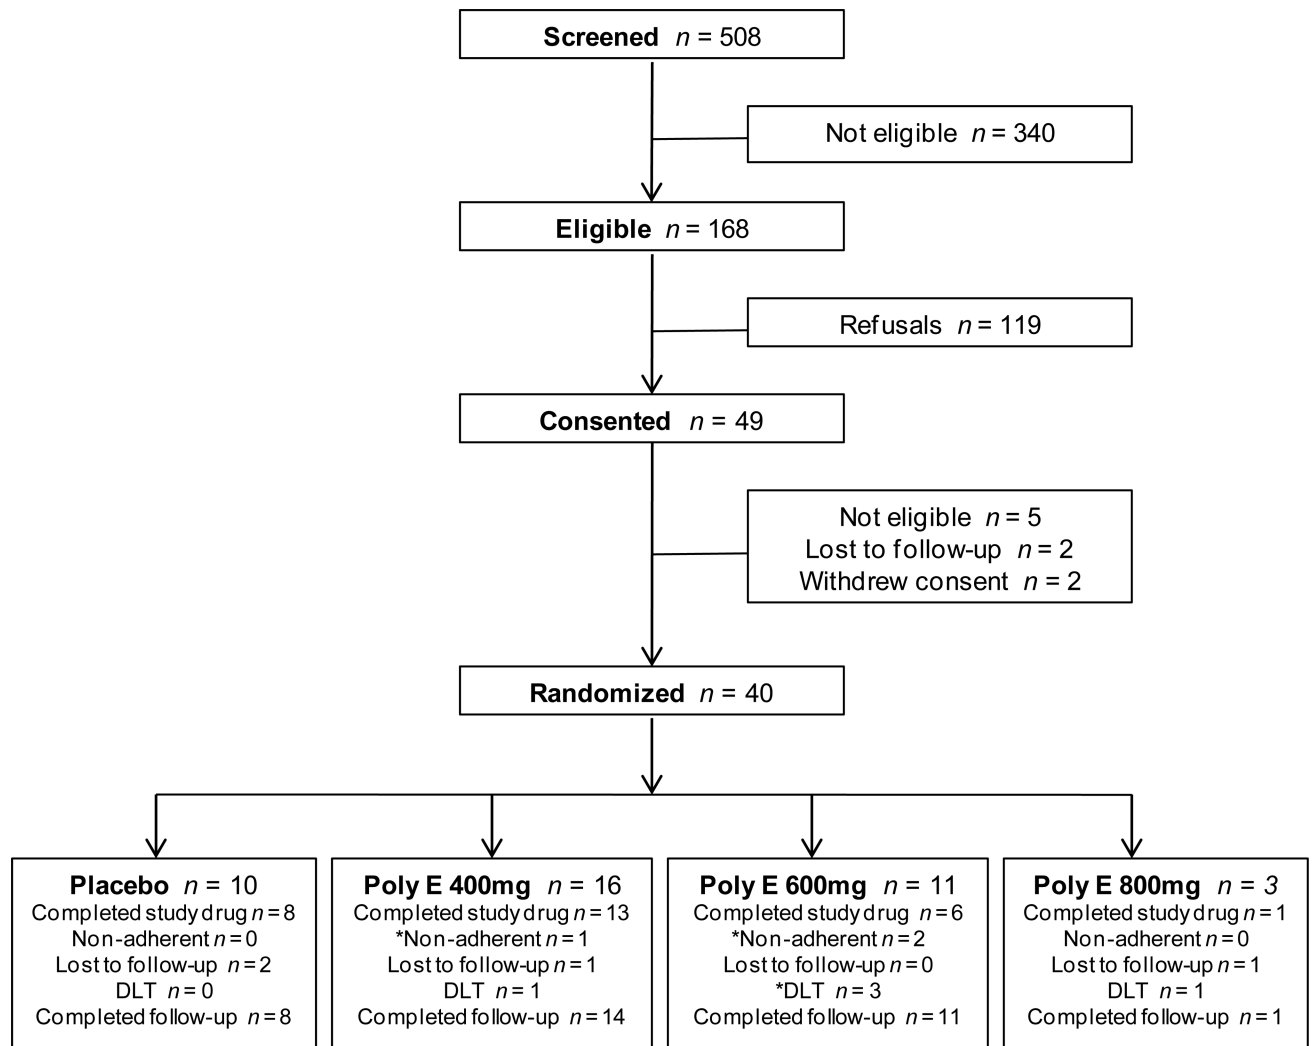 Screened n = 508
Not eligible n = 340
Eligible n = 168
Refusals n = 119
Consented n = 49
Not eligible n = 5
Lost to follow-up n = 2
Withdrew consent n = 2
Randomized n = 40
Placebo n = 10
Completed study drug n = 8
Non-adherent n = 0
Lost to follow-up n = 2
DLT n = 0
Completed follow-up n = 8
Poly E 400mg n = 16
Completed study drug n = 13
*Non-adherent n = 1
Lost to follow-up n = 1
DLT n = 1
Completed follow-up n = 14
Poly E 600mg n = 11
Completed study drug n = 6
*Non-adherent n = 2
Lost to follow-up n = 0
*DLT n = 3
Completed follow-up n = 11
Poly E 800mg n = 3
Completed study drug n = 1
Non-adherent n = 0
Lost to follow-up n = 1
DLT n = 1
Completed follow-up n = 1